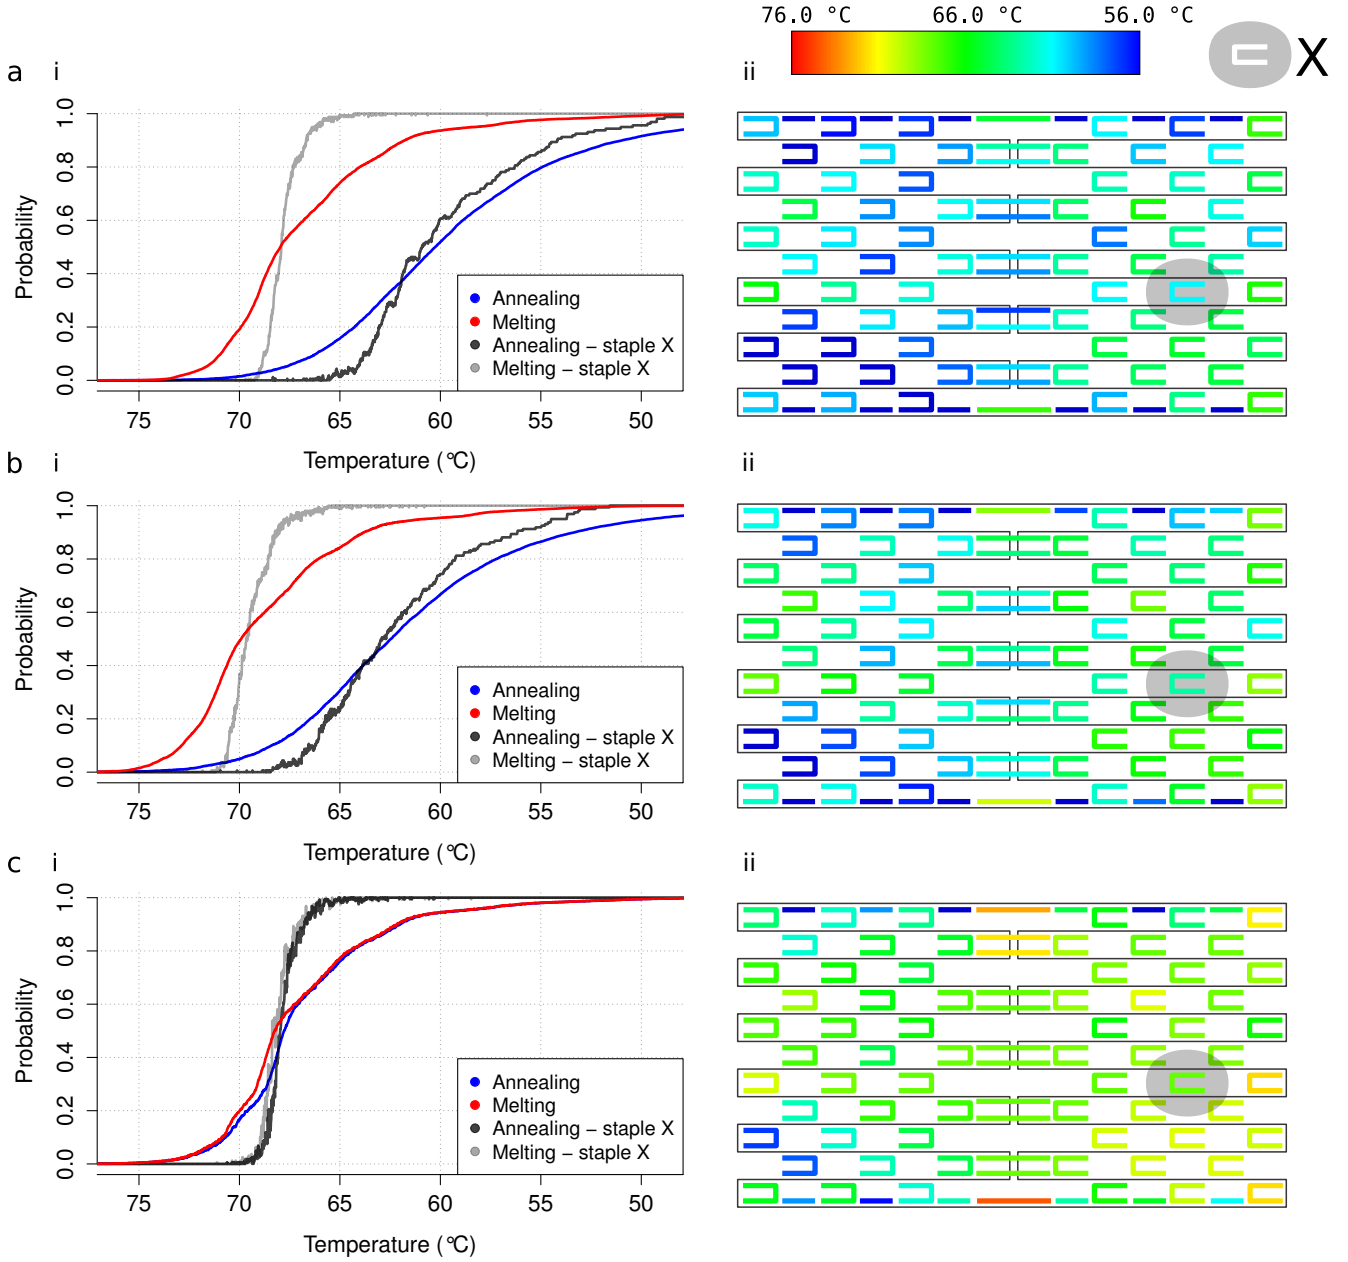 76.0 °C 66.0 °C 56.0 °C
X
a i ii
Probability
1.0
0.8
0.6
0.4
0.2
0.0
Annealing
Melting
Annealing – staple X
Melting – staple X
75 70 65 60 55 50
Temperature (°C)
b i ii
Probability
1.0
0.8
0.6
0.4
0.2
0.0
Annealing
Melting
Annealing – staple X
Melting – staple X
75 70 65 60 55 50
Temperature (°C)
c i ii
Probability
1.0
0.8
0.6
0.4
0.2
0.0
Annealing
Melting
Annealing – staple X
Melting – staple X
75 70 65 60 55 50
Temperature (°C)